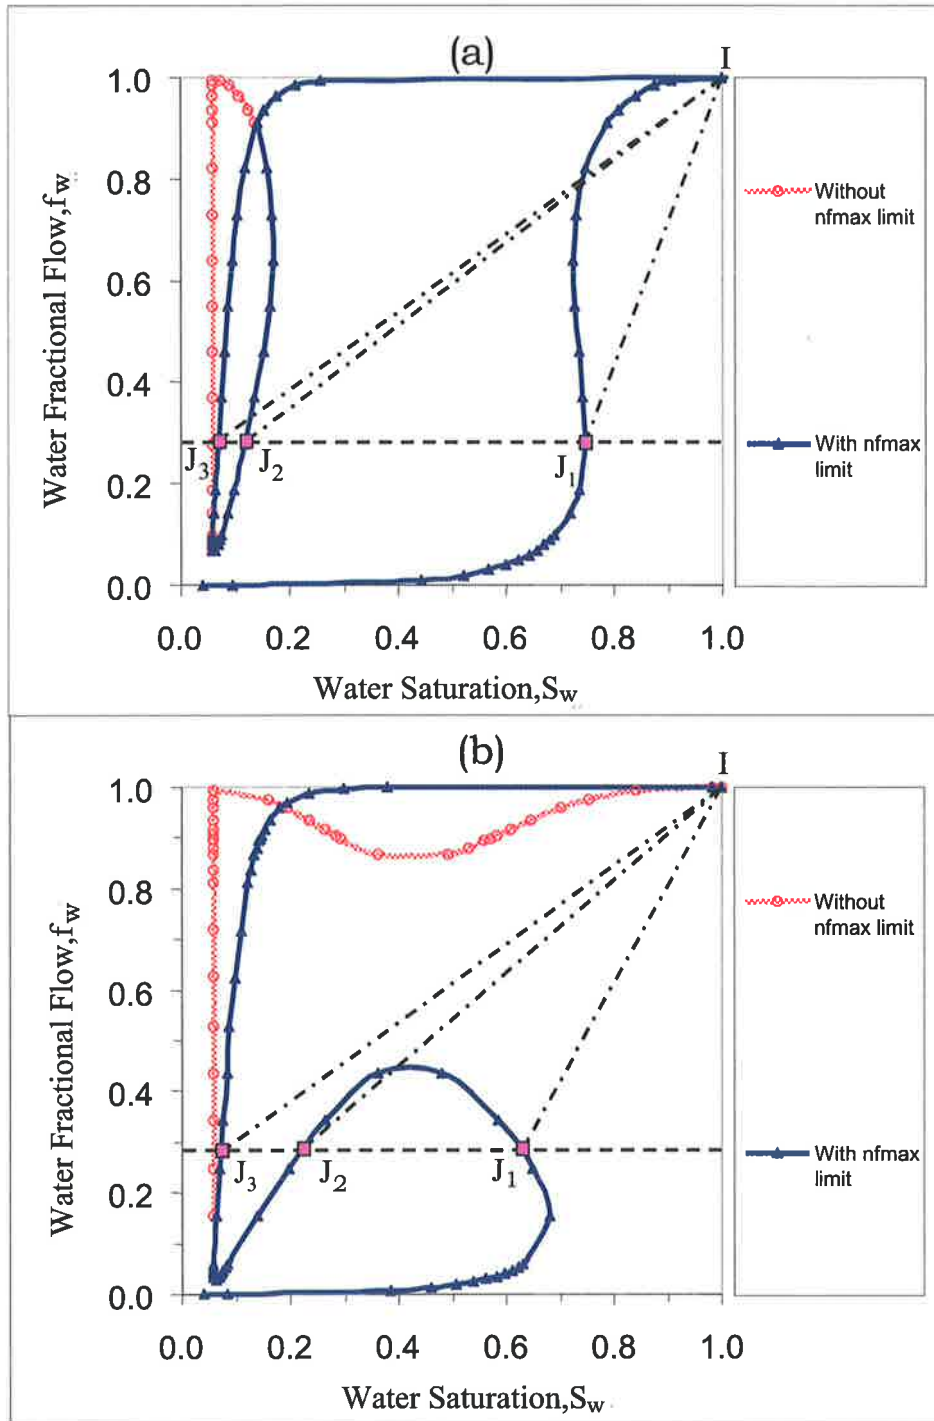 (a)
I
1.0
0.8
0.6
0.4
0.2
0.0
Water Fractional Flow,fw
J3
J2
J1
0.0 0.2 0.4 0.6 0.8 1.0
Water Saturation,Sw
Without
nfmax limit
With nfmax
limit
(b)
I
1.0
0.8
0.6
0.4
0.2
0.0
Water Fractional Flow,fw
J3
J2
J1
0.0 0.2 0.4 0.6 0.8 1.0
Water Saturation,Sw
Without
nfmax limit
With nfmax
limit